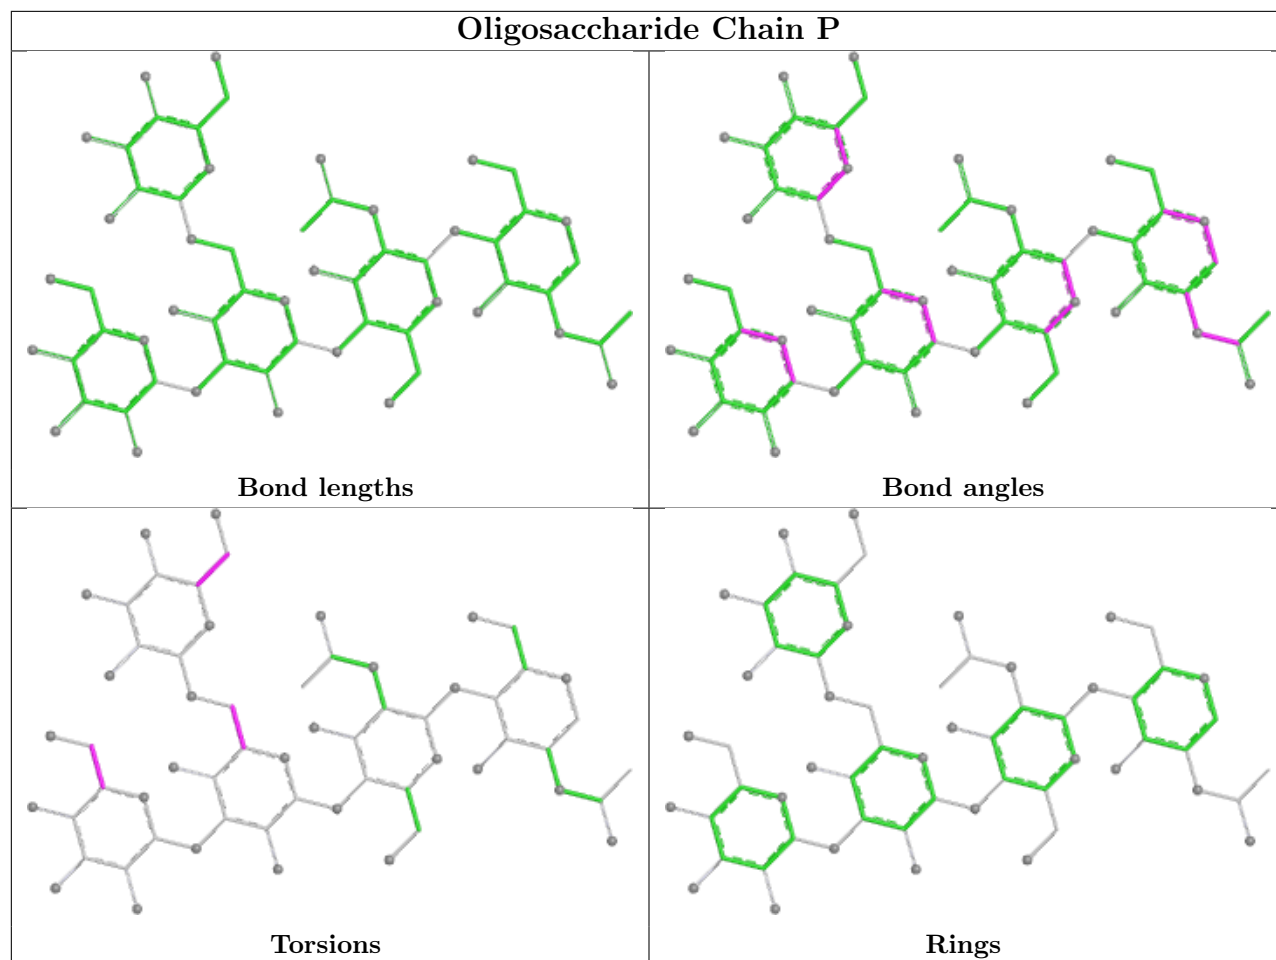 Oligosaccharide Chain P
Bond lengths
Bond angles
Torsions
Rings